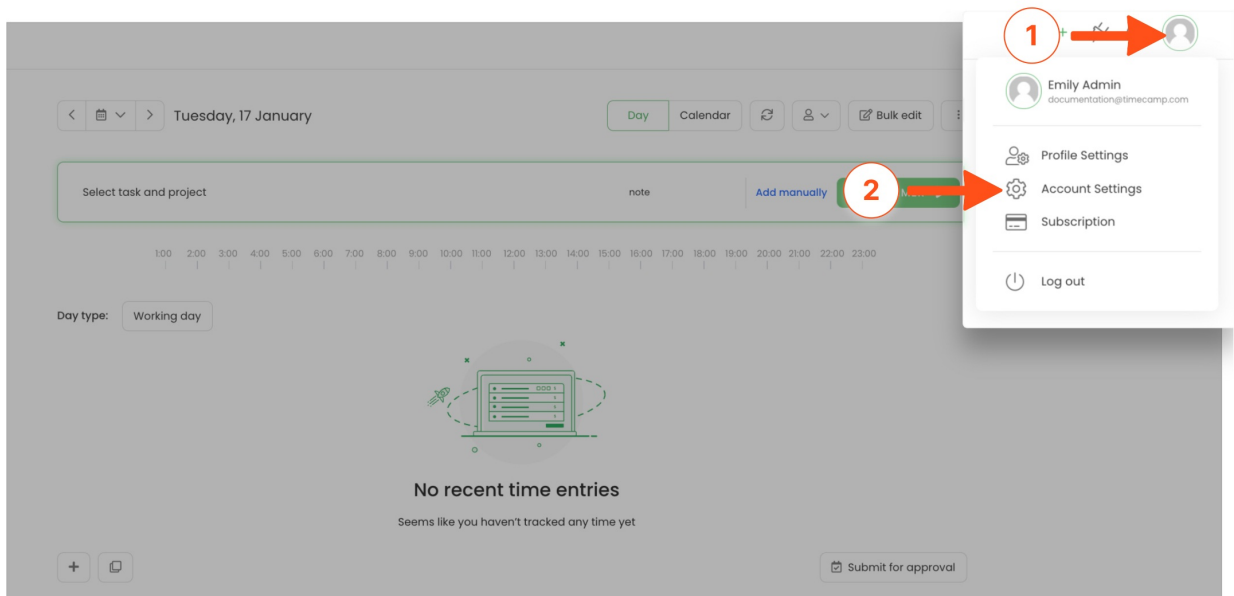 1
Emily Admin
documentation@timecamp.com
Tuesday, 17 January
Day
Calendar
Bulk edit
Profile Settings
Select task and project
note
Add manually
2
Account Settings
Subscription
1:00 2:00 3:00 4:00 5:00 6:00 7:00 8:00 9:00 10:00 11:00 12:00 13:00 14:00 15:00 16:00 17:00 18:00 19:00 20:00 21:00 22:00 23:00
Log out
Day type:
Working day
No recent time entries
Seems like you haven't tracked any time yet
Submit for approval